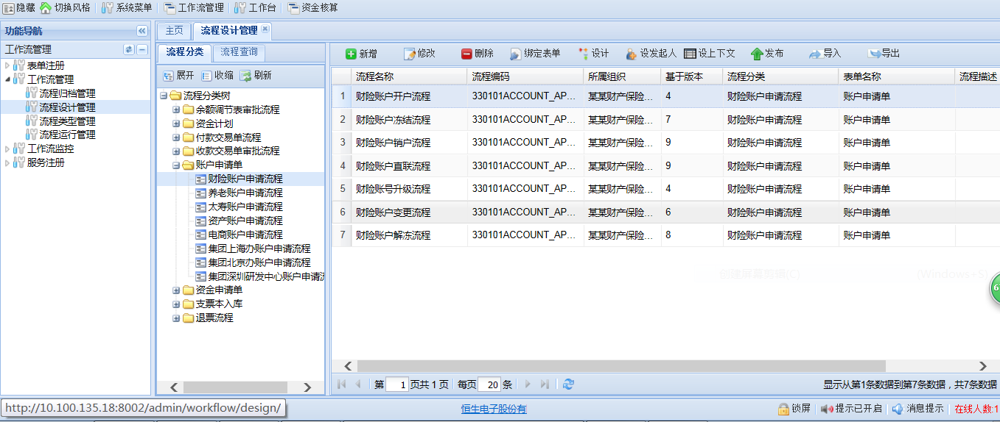 隐藏 切换风格 系统菜单 工作流管理 工作台 资金核算
功能导航
工作流管理
表单注册
工作流管理
流程归档管理
流程设计管理
流程类型管理
流程运行管理
工作流监控
服务注册
主页 流程设计管理
流程分类 流程查询
展开 收缩 刷新
流程分类树
余额调节表审批流程
资金计划
付款交易单流程
收款交易单审批流程
账户申请单
财险账户申请流程
养老账户申请流程
太寿账户申请流程
资产账户申请流程
电商账户申请流程
集团上海办账户申请流程
集团北京办账户申请流程
集团深圳研发中心账户申请
资金申请单
支票本入库
退票流程
新增 修改 删除 绑定表单 设计 设发起人 设上下文 发布 导入 导出
流程名称 流程编码 所属组织 基于版本 流程分类 表单名称 流程描述
1 财险账户开户流程 330101ACCOUNT_AP... 某某财产保险... 4 财险账户申请流程 账户申请单
2 财险账户冻结流程 330101ACCOUNT_AP... 某某财产保险... 7 财险账户申请流程 账户申请单
3 财险账户销户流程 330101ACCOUNT_AP... 某某财产保险... 9 财险账户申请流程 账户申请单
4 财险账户直联流程 330101ACCOUNT_AP... 某某财产保险... 9 财险账户申请流程 账户申请单
5 财险账号升级流程 330101ACCOUNT_AP... 某某财产保险... 4 财险账户申请流程 账户申请单
6 财险账户变更流程 330101ACCOUNT_AP... 某某财产保险... 6 财险账户申请流程 账户申请单
7 财险账户解冻流程 330101ACCOUNT_AP... 某某财产保险... 8 财险账户申请流程 账户申请单
创建屏幕剪辑(C) (Windows-S)
第 1 页共 1 页 每页 20 条
显示从第1条数据到第7条数据，共7条数据
http://10.100.135.18:8002/admin/workflow/design/
恒生电子股份有
锁屏 提示已开启 消息提示 在线人数:1